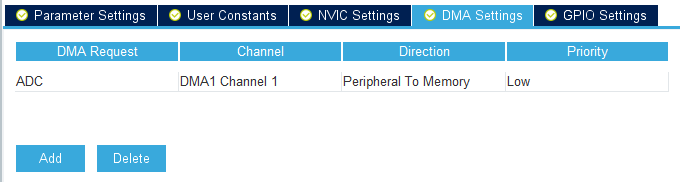 Parameter Settings User Constants NVIC Settings DMA Settings GPIO Settings
DMA Request Channel Direction Priority
ADC DMA1 Channel 1 Peripheral To Memory Low
Add Delete